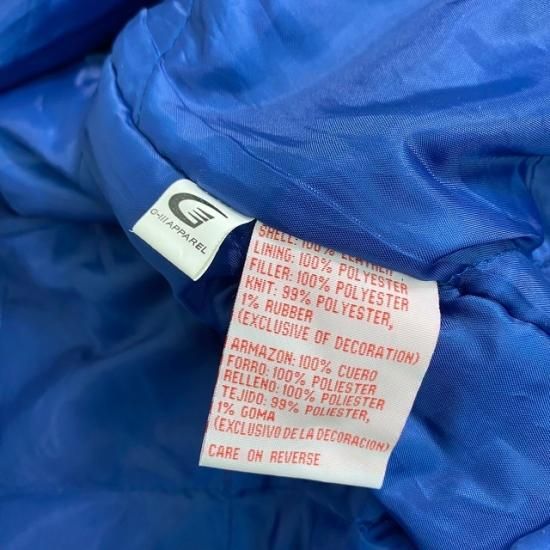 G-III APPAREL
SHELL: 100% LEATHER
LINING: 100% POLYESTER
FILLER: 100% POLYESTER
KNIT: 99% POLYESTER,
1% RUBBER
(EXCLUSIVE OF DECORATION)
ARMAZON: 100% CUERO
FORRO: 100% POLIESTER
RELLENO: 100% POLIESTER
TEJIDO: 99% POLIESTER,
1% GOMA
(EXCLUSIVO DE LA DECORACION)
CARE ON REVERSE